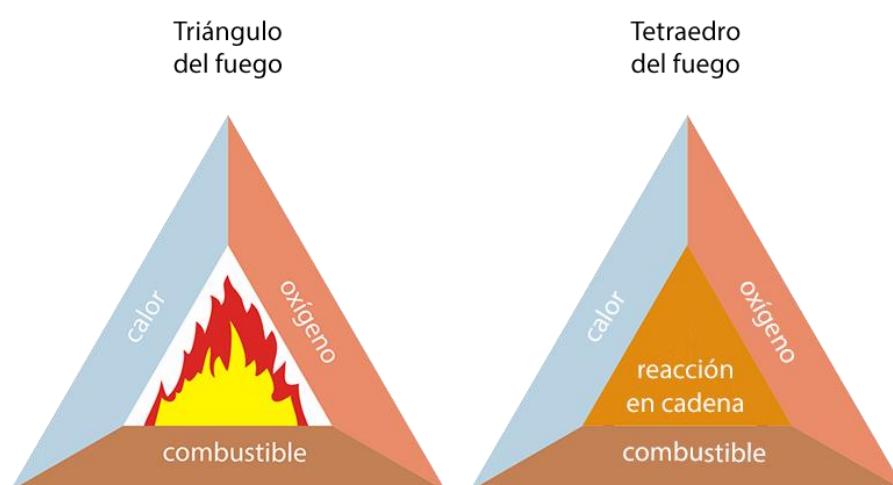 Triángulo
del fuego
calor
oxígeno
combustible
Tetraedro
del fuego
calor
oxígeno
reacción
en cadena
combustible